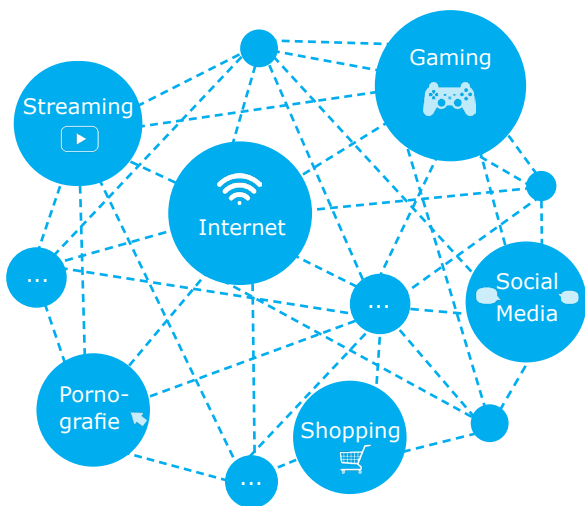 Gaming
Streaming
Internet
...
Social
Media
...
Porno-
grafie
Shopping
...